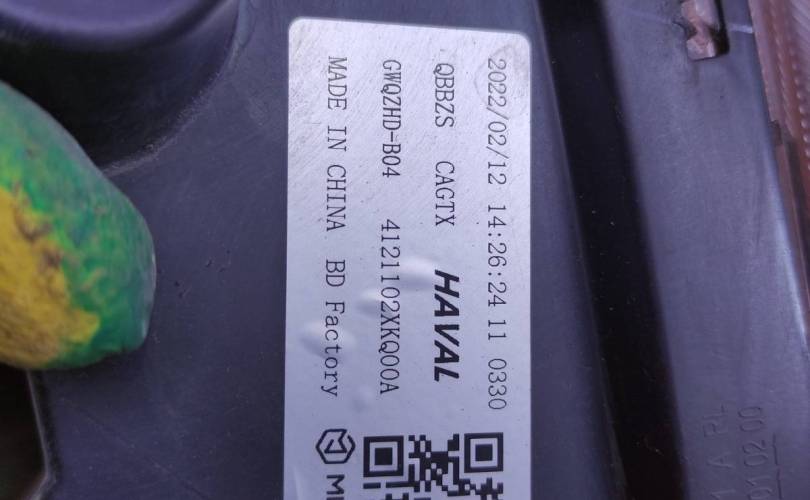 2022/02/12 14:26:24 11 0330
QBBZS CAGTX HAVAL
GWQZHD-B04 4121102XKQ00A
MADE IN CHINA BD Factory